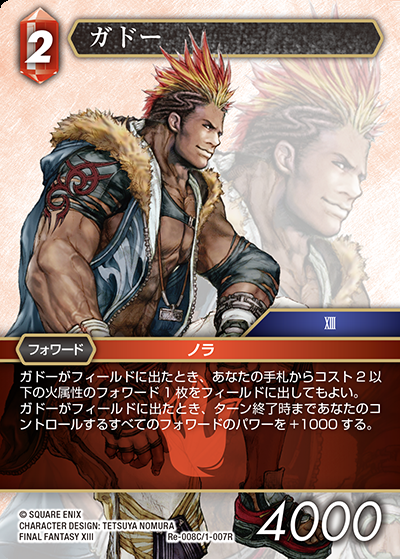 2
ガドー
XIII
フォワード
ノラ
ガドーがフィールドに出たとき、あなたの手札からコスト2以
下の火属性のフォワード1枚をフィールドに出してもよい。
ガドーがフィールドに出たとき、ターン終了時まであなたのコ
ントロールするすべてのフォワードのパワーを+1000する。
© SQUARE ENIX
CHARACTER DESIGN: TETSUYA NOMURA
FINAL FANTASY XIII
Re-008C/1-007R
4000